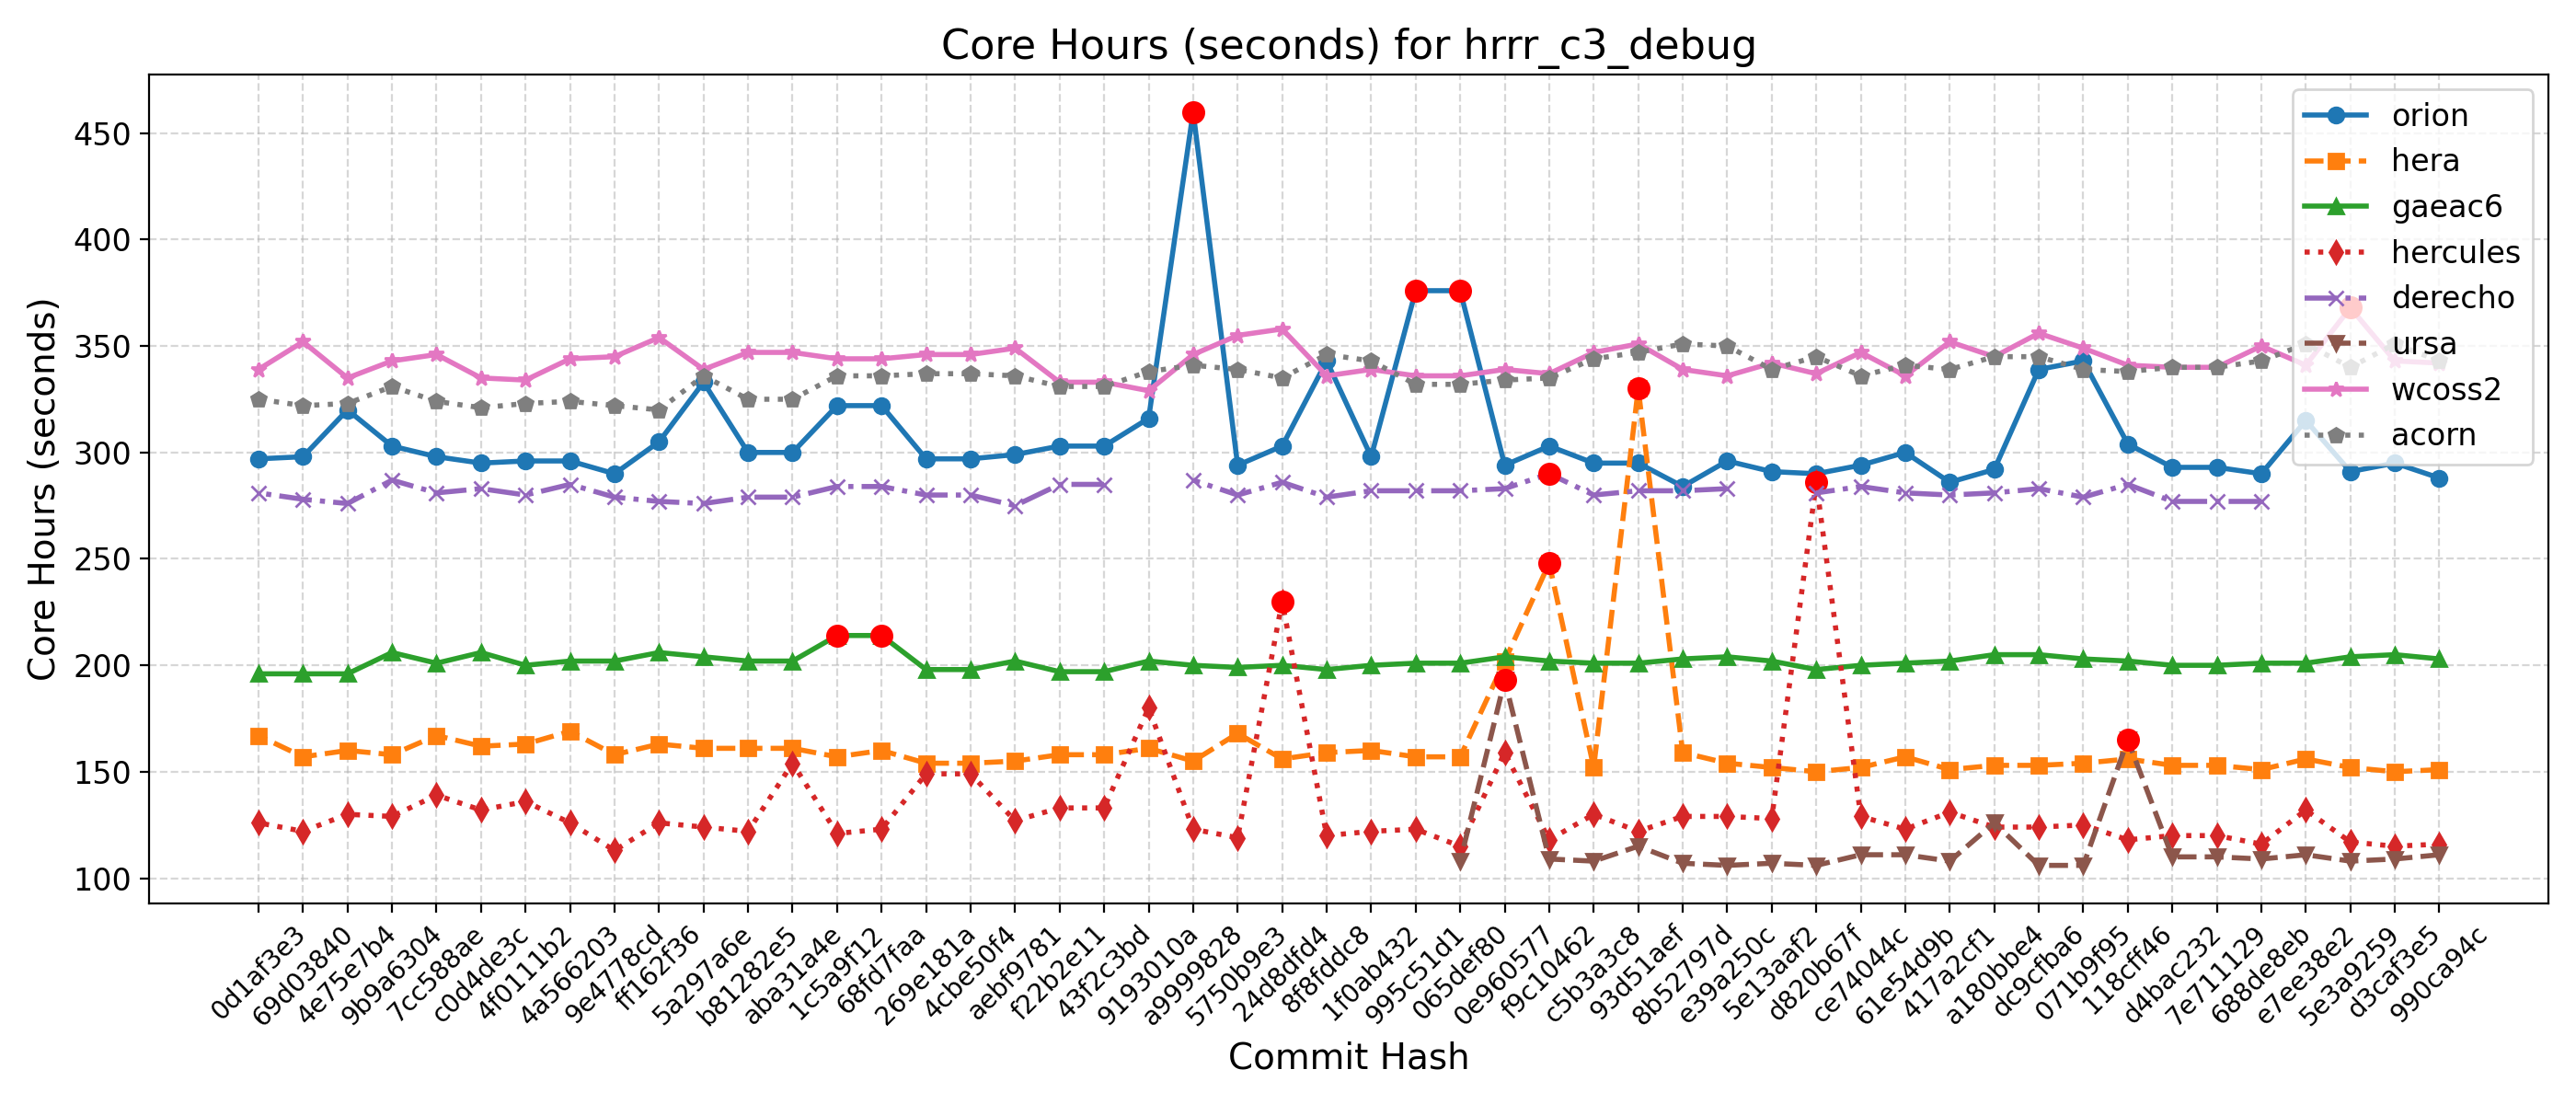 Core Hours (seconds) for hrrr_c3_debug
Core Hours (seconds)
450
400
350
300
250
200
150
100
orion
hera
gaeac6
hercules
derecho
ursa
wcoss2
acorn
0d1af3e3
69d03840
4e75e7b4
9b9a6304
7cc588ae
c0d4de3c
4f0111b2
4a566203
9e4778cd
ff162f36
5a297a6e
b81282e5
aba31a4e
1c5a9f12
68fd7faa
269e181a
4cbe50f4
aebf9781
f22b2e11
43f2c3bd
9193010a
a9999828
5750b9e3
24d8dfd4
8f8fddc8
1f0ab432
995c51d1
065def80
0e960577
f9c10462
c5b3a3c8
93d51aef
8b52797d
e39a250c
5e13aaf2
d820b67f
ce74044c
61e54d9b
417a2cf1
a180bbe4
dc9cfba6
071b9f95
118cff46
d4bac232
7e711129
688de8eb
e7ee38e2
5e3a9259
d3caf3e5
990ca94c
Commit Hash